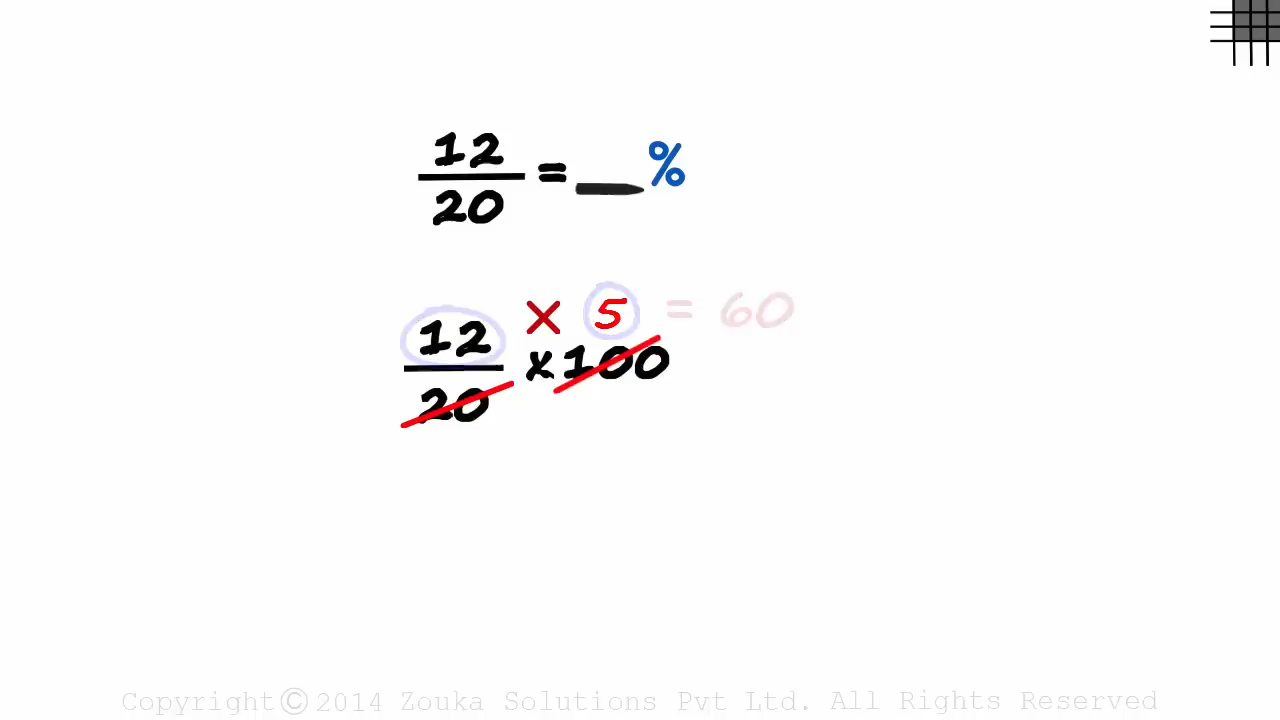 12
20 = __ %
12 × 5 = 60
20 x 100
Copyright © 2014 Zouka Solutions Pvt Ltd. All Rights Reserved